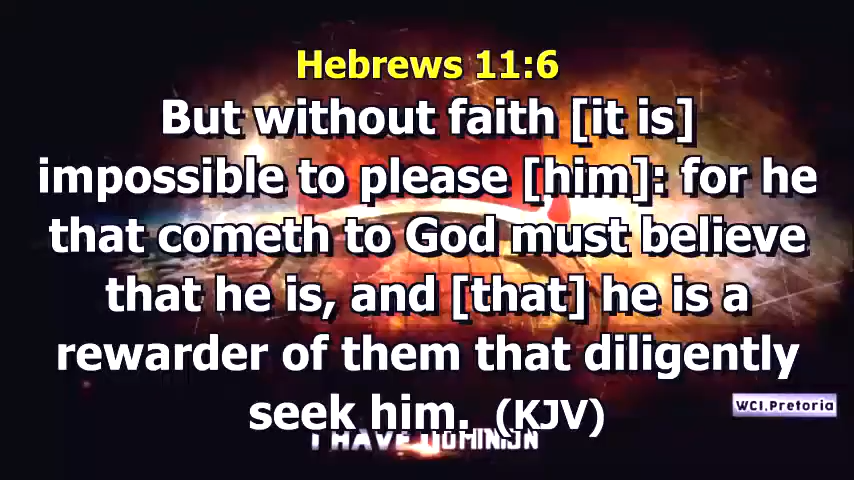 Hebrews 11:6
But without faith [it is]
impossible to please [him]: for he
that cometh to God must believe
that he is, and [that] he is a
rewarder of them that diligently
seek him. (KJV)
WCI.Pretoria
I HAVE DOMINION